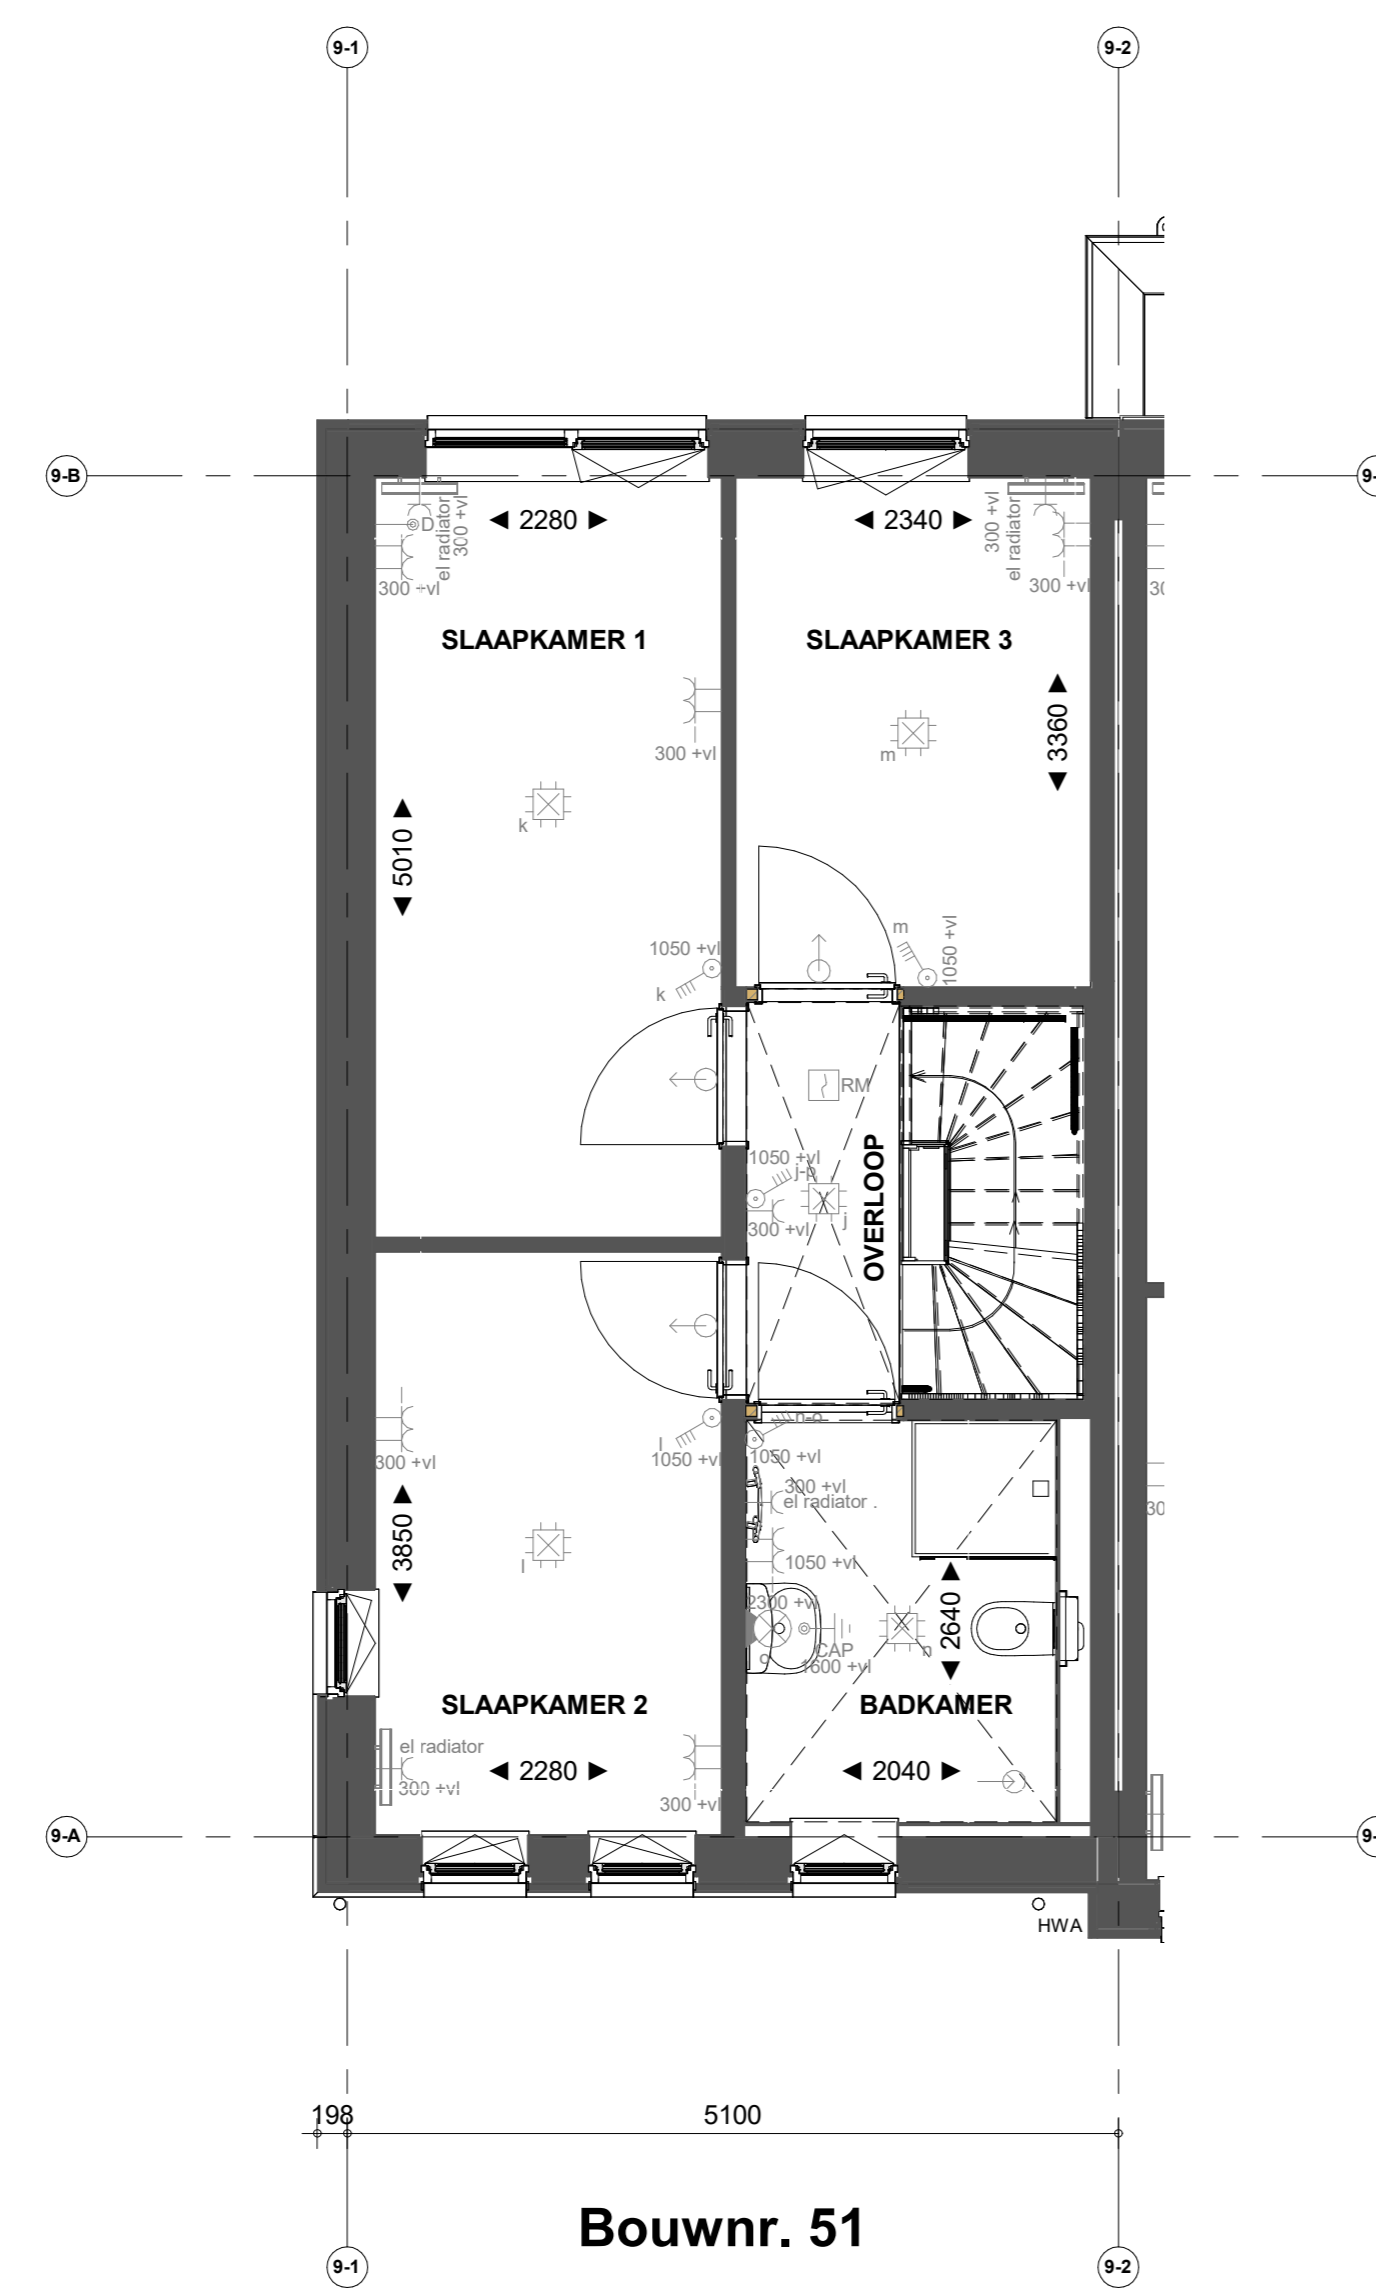 9-1
9-2
9-B
9-
D
el radiator
300 +vl
300 +vl
2280
2340
300 +vl
el radiator
300 +vl
SLAAPKAMER 1
SLAAPKAMER 3
300 +vl
3360
m
k
5010
1050 +vl
k
m
1050 +vl
RM
1050 +vl
j-p
300 +vl
j
OVERLOOP
l
1050 +vl
300 +vl
n-o
1050 +vl
300 +vl
el radiator .
3850
l
1050 +vl
2300 +vl
CAP
1600 +vl
o
n
2640
SLAAPKAMER 2
BADKAMER
el radiator
300 +vl
2280
2040
300 +vl
9-A
9-
HWA
198
5100
Bouwnr. 51
9-1
9-2